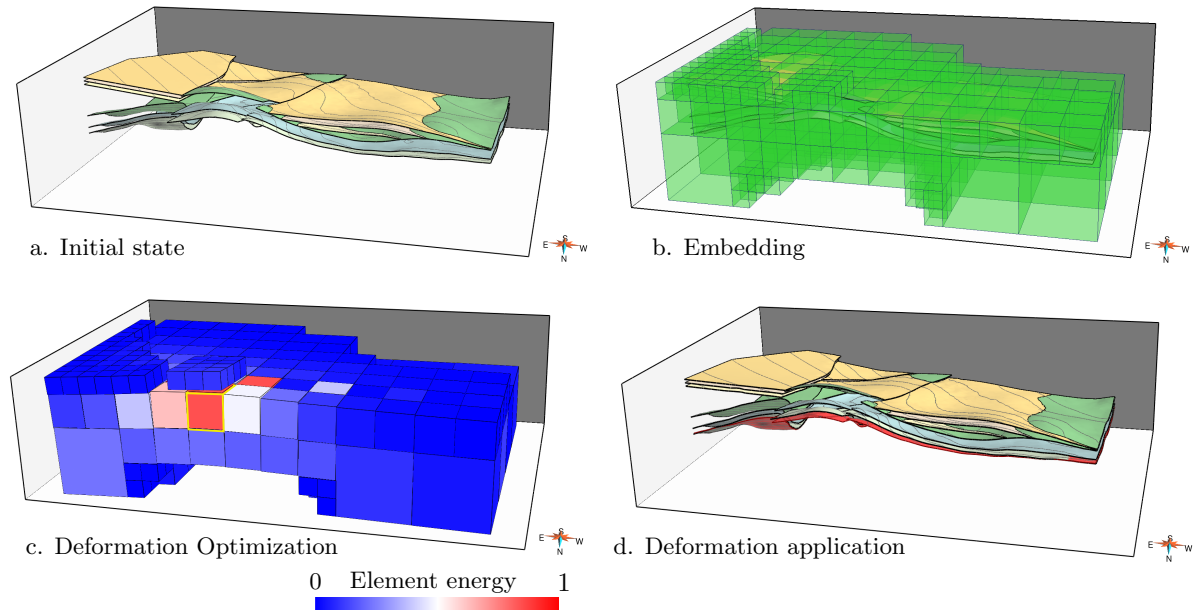 S
E W
N
a. Initial state
S
E W
N
b. Embedding
S
E W
N
c. Deformation Optimization
S
E W
N
d. Deformation application
0 Element energy 1